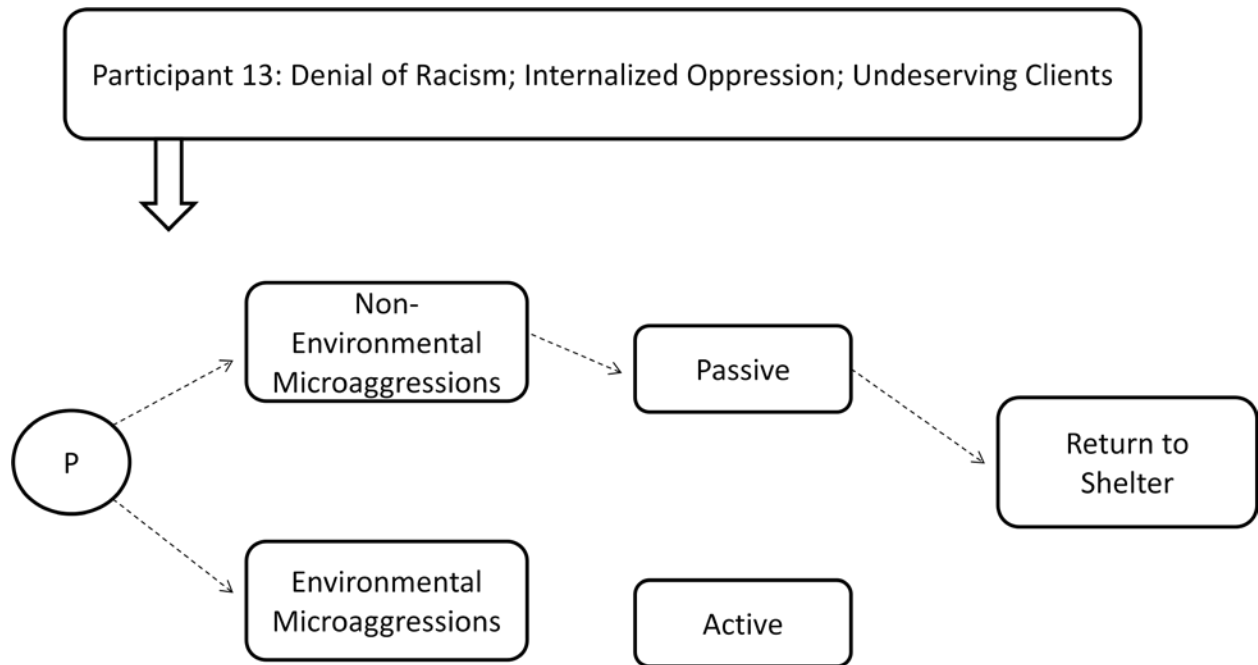 Participant 13: Denial of Racism; Internalized Oppression; Undeserving Clients
Non-
Environmental
Microaggressions
Passive
Return to
Shelter
P
Environmental
Microaggressions
Active